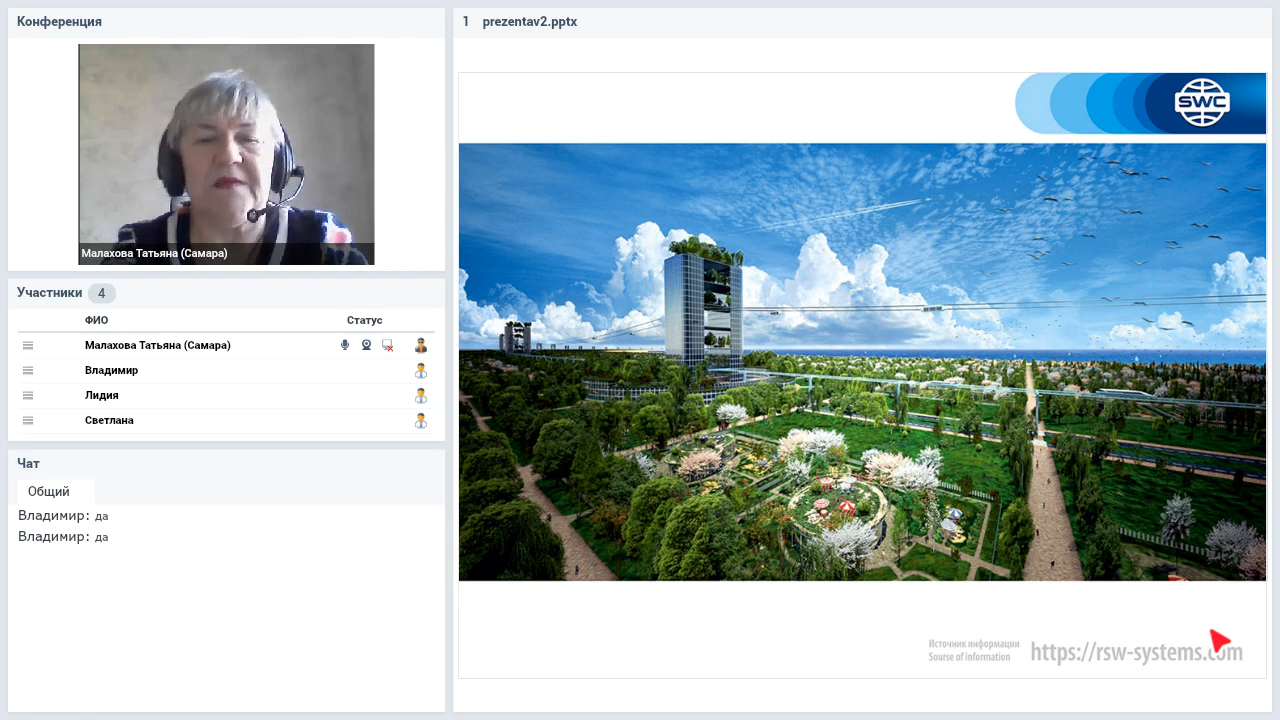 Конференция
Малахова Татьяна (Самара)
Участники 4
ФИО Статус
Малахова Татьяна (Самара)
Владимир
Лидия
Светлана
Чат
Общий
Владимир: да
Владимир: да
1 prezentav2.pptx
SWC
Источник информации
Sourse of information
https://rsw-systems.com